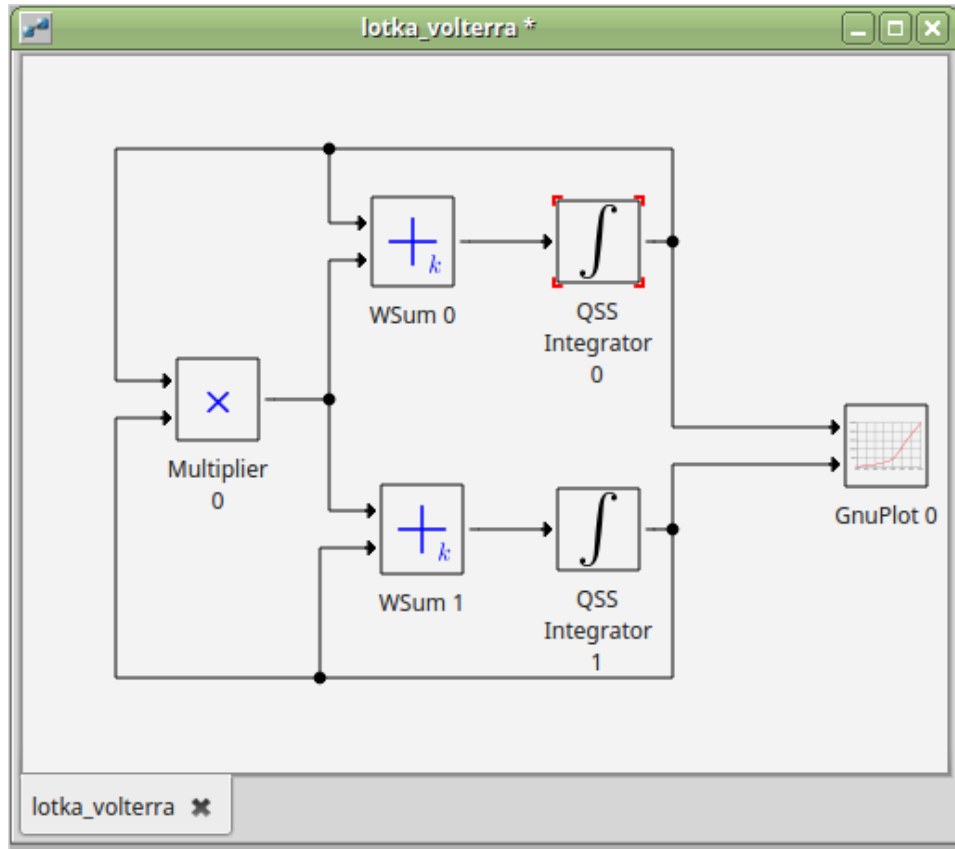 lotka_volterra *
k
WSum 0
∫
QSS
Integrator
0
×
Multiplier
0
k
WSum 1
∫
QSS
Integrator
1
GnuPlot 0
lotka_volterra